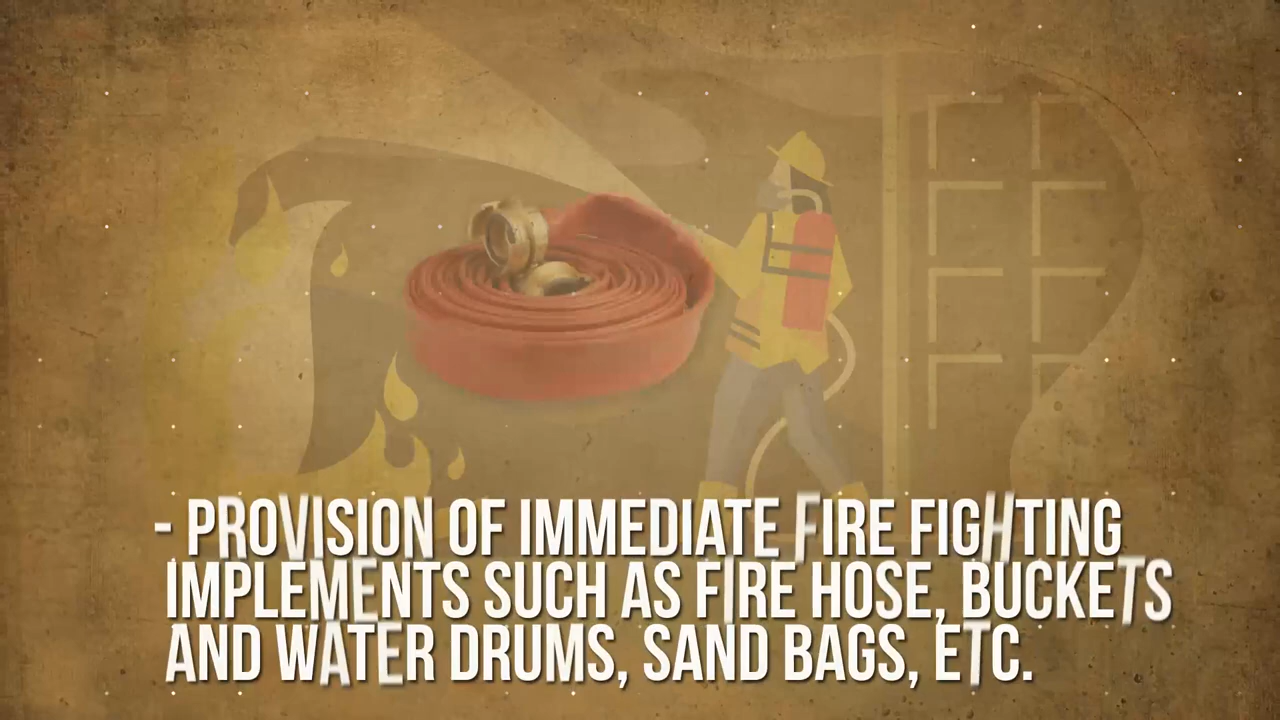 - PROVISION OF IMMEDIATE FIRE FIGHTING
IMPLEMENTS SUCH AS FIRE HOSE, BUCKETS
AND WATER DRUMS, SAND BAGS, ETC.